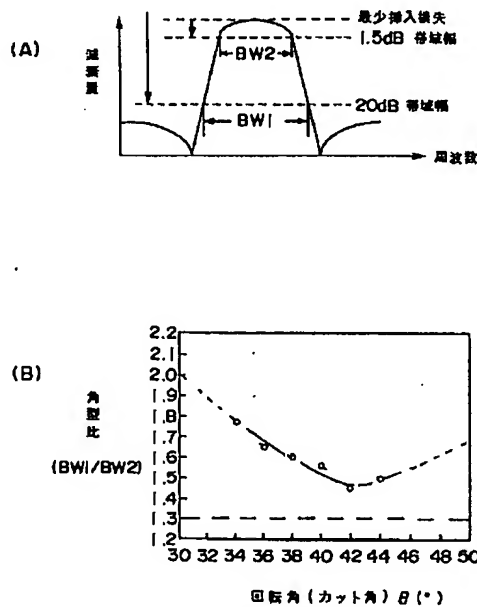 (A)
減衰量
最少挿入損失
1.5dB 帯域幅
BW2
20dB 帯域幅
BW1
周波数
(B)
角型比
(BW1/BW2)
2.2
2.1
2.0
1.9
1.8
1.7
1.6
1.5
1.4
1.3
1.2
30 32 34 36 38 40 42 44 46 48 50
回転角(カット角) θ (°)